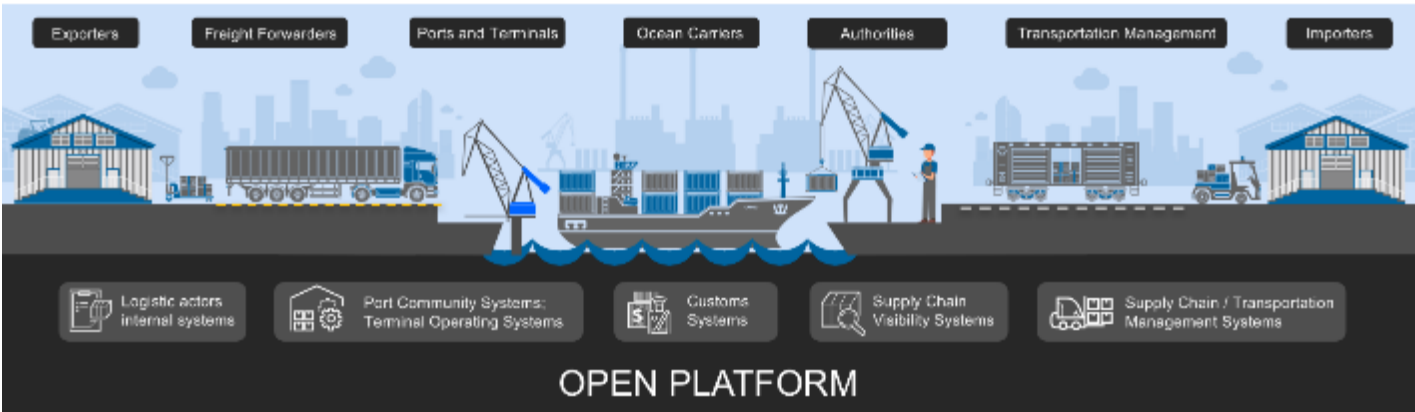 Exporters
Freight Forwarders
Ports and Terminals
Ocean Carriers
Authorities
Transportation Management
Importers
Logistic actors
internal systems
Port Community Systems;
Terminal Operating Systems
Customs
Systems
Supply Chain
Visibility Systems
Supply Chain / Transportation
Management Systems
OPEN PLATFORM